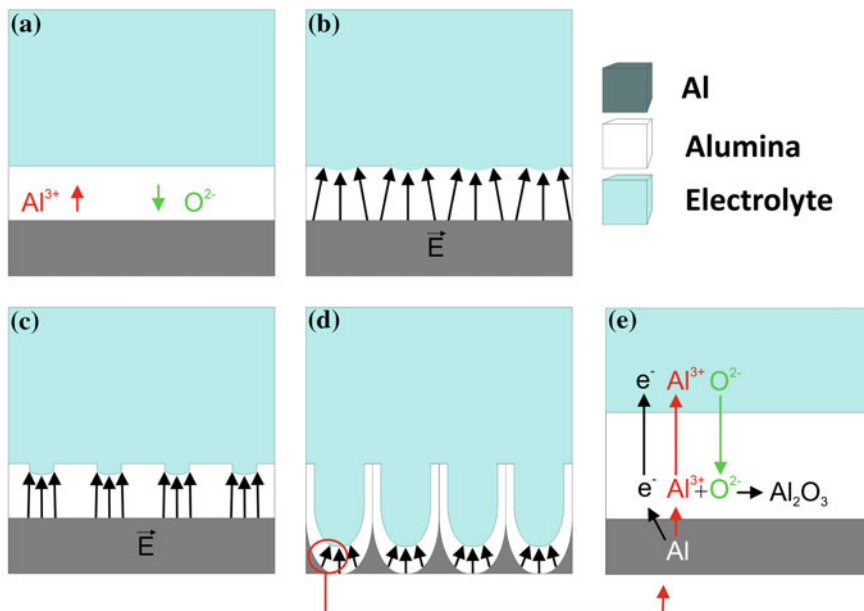 (a)
Al³⁺ O²⁻
(b)
E⃗
Al
Alumina
Electrolyte
(c)
E⃗
(d)
(e)
e⁻ Al³⁺ O²⁻
e⁻ Al³⁺+O²⁻ Al₂O₃
Al